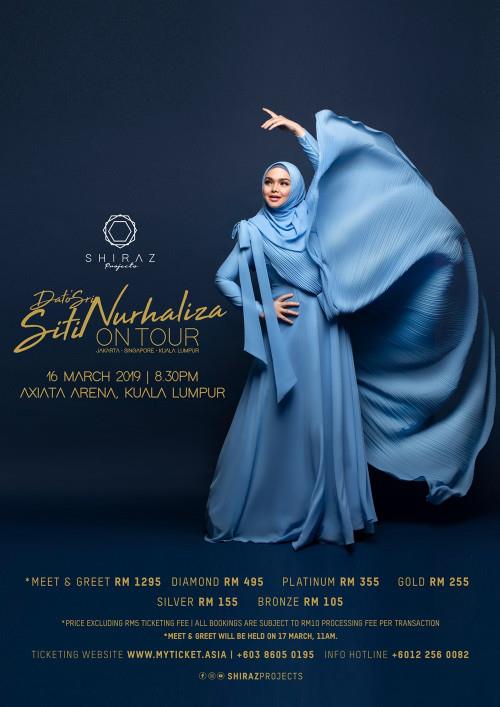 SHIRAZ
Projects
Dato'Sri
Siti Nurhaliza
ON TOUR
JAKARTA • SINGAPORE • KUALA LUMPUR
16 MARCH 2019 | 8.30PM
AXIATA ARENA, KUALA LUMPUR
*MEET & GREET RM 1295 DIAMOND RM 495 PLATINUM RM 355 GOLD RM 255
SILVER RM 155 BRONZE RM 105
*PRICE EXCLUDING RM5 TICKETING FEE | ALL BOOKINGS ARE SUBJECT TO RM10 PROCESSING FEE PER TRANSACTION
*MEET & GREET WILL BE HELD ON 17 MARCH, 11AM.
TICKETING WEBSITE WWW.MYTICKET.ASIA | +603 8605 0195 INFO HOTLINE +6012 256 0082
SHIRAZPROJECTS